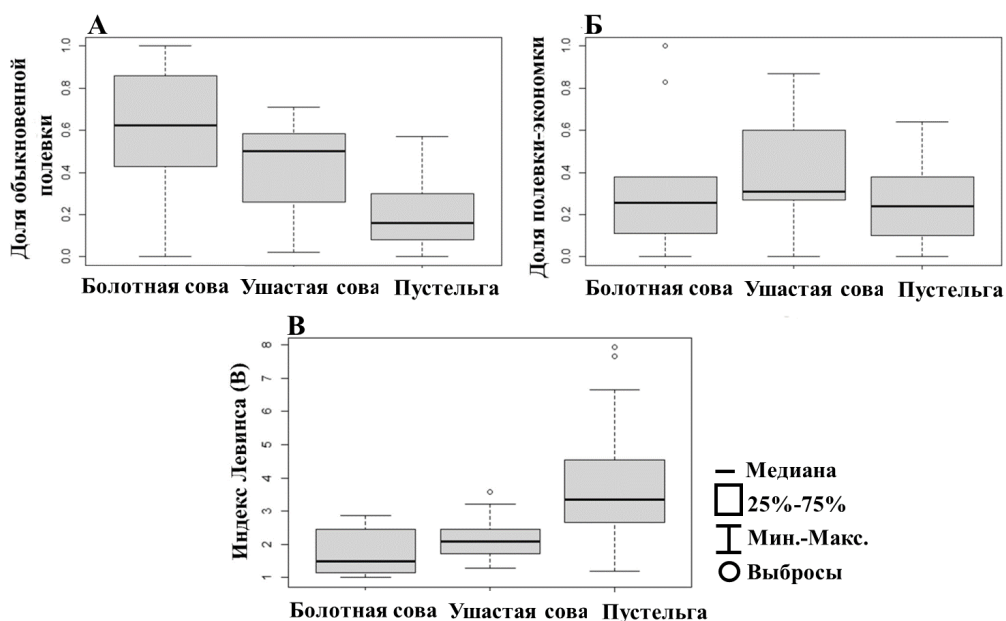 А
Доля обыкновенной
полевки
0.0 0.2 0.4 0.6 0.8 1.0
Болотная сова Ушастая сова Пустельга
Б
Доля полевки-экономки
0.0 0.2 0.4 0.6 0.8 1.0
Болотная сова Ушастая сова Пустельга
В
Индекс Левинса (В)
1 2 3 4 5 6 7 8
Болотная сова Ушастая сова Пустельга
Медиана
25%-75%
Мин.-Макс.
Выбросы